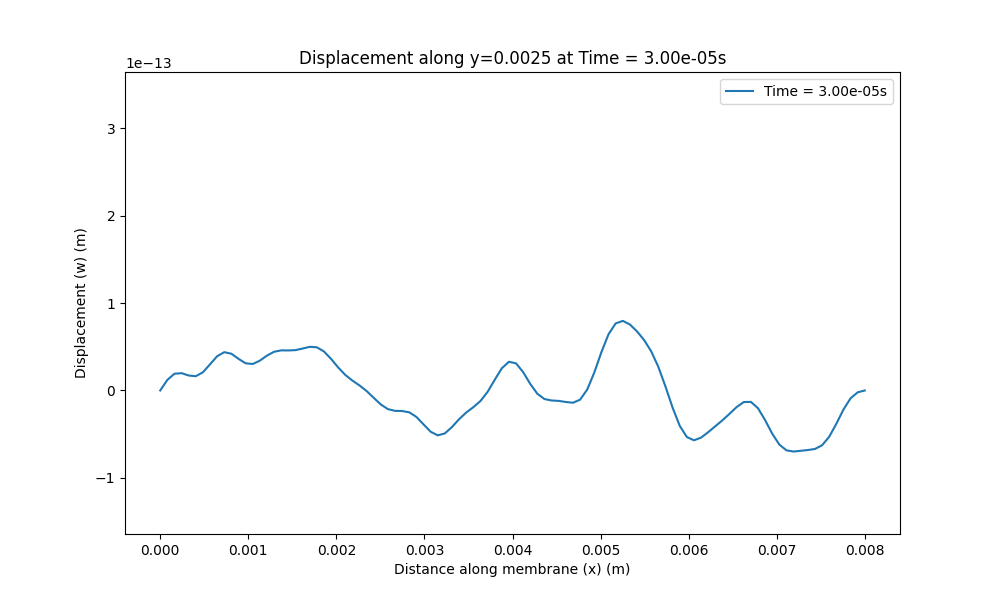 Displacement along y=0.0025 at Time = 3.00e-05s
1e−13
Time = 3.00e-05s
3
2
1
0
−1
Displacement (w) (m)
0.000 0.001 0.002 0.003 0.004 0.005 0.006 0.007 0.008
Distance along membrane (x) (m)